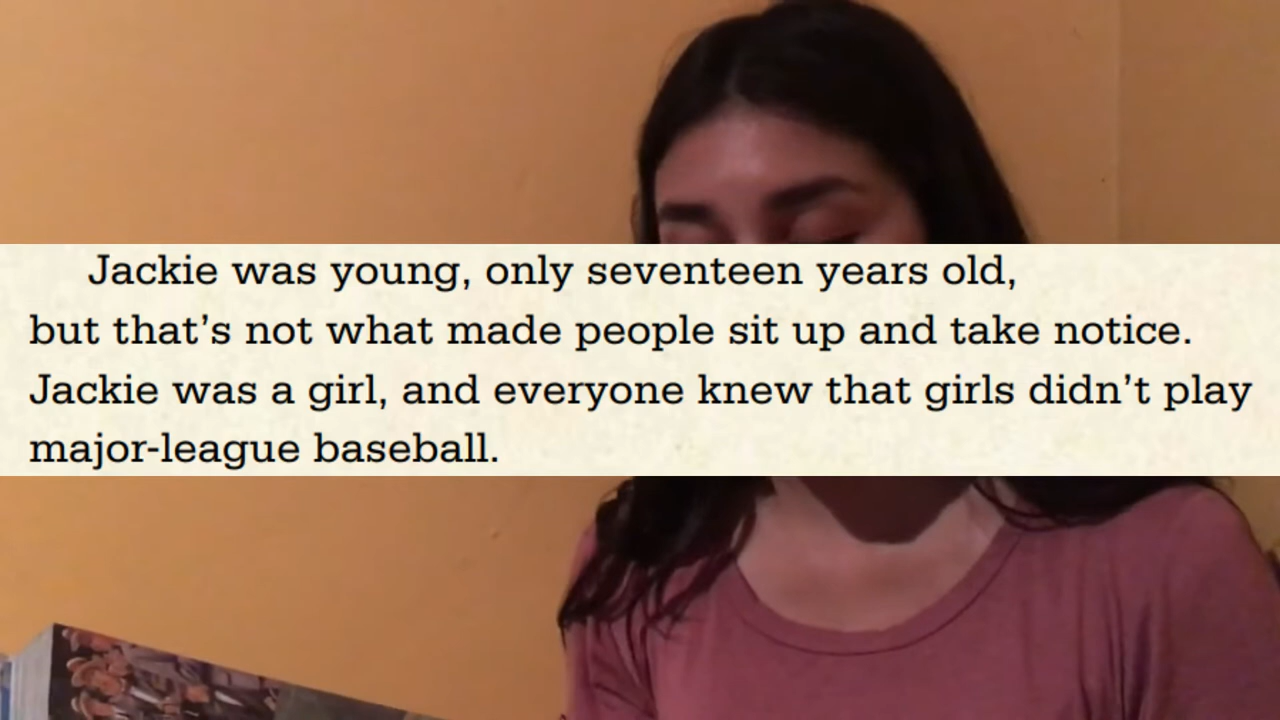 Jackie was young, only seventeen years old,
but that’s not what made people sit up and take notice.
Jackie was a girl, and everyone knew that girls didn’t play
major-league baseball.